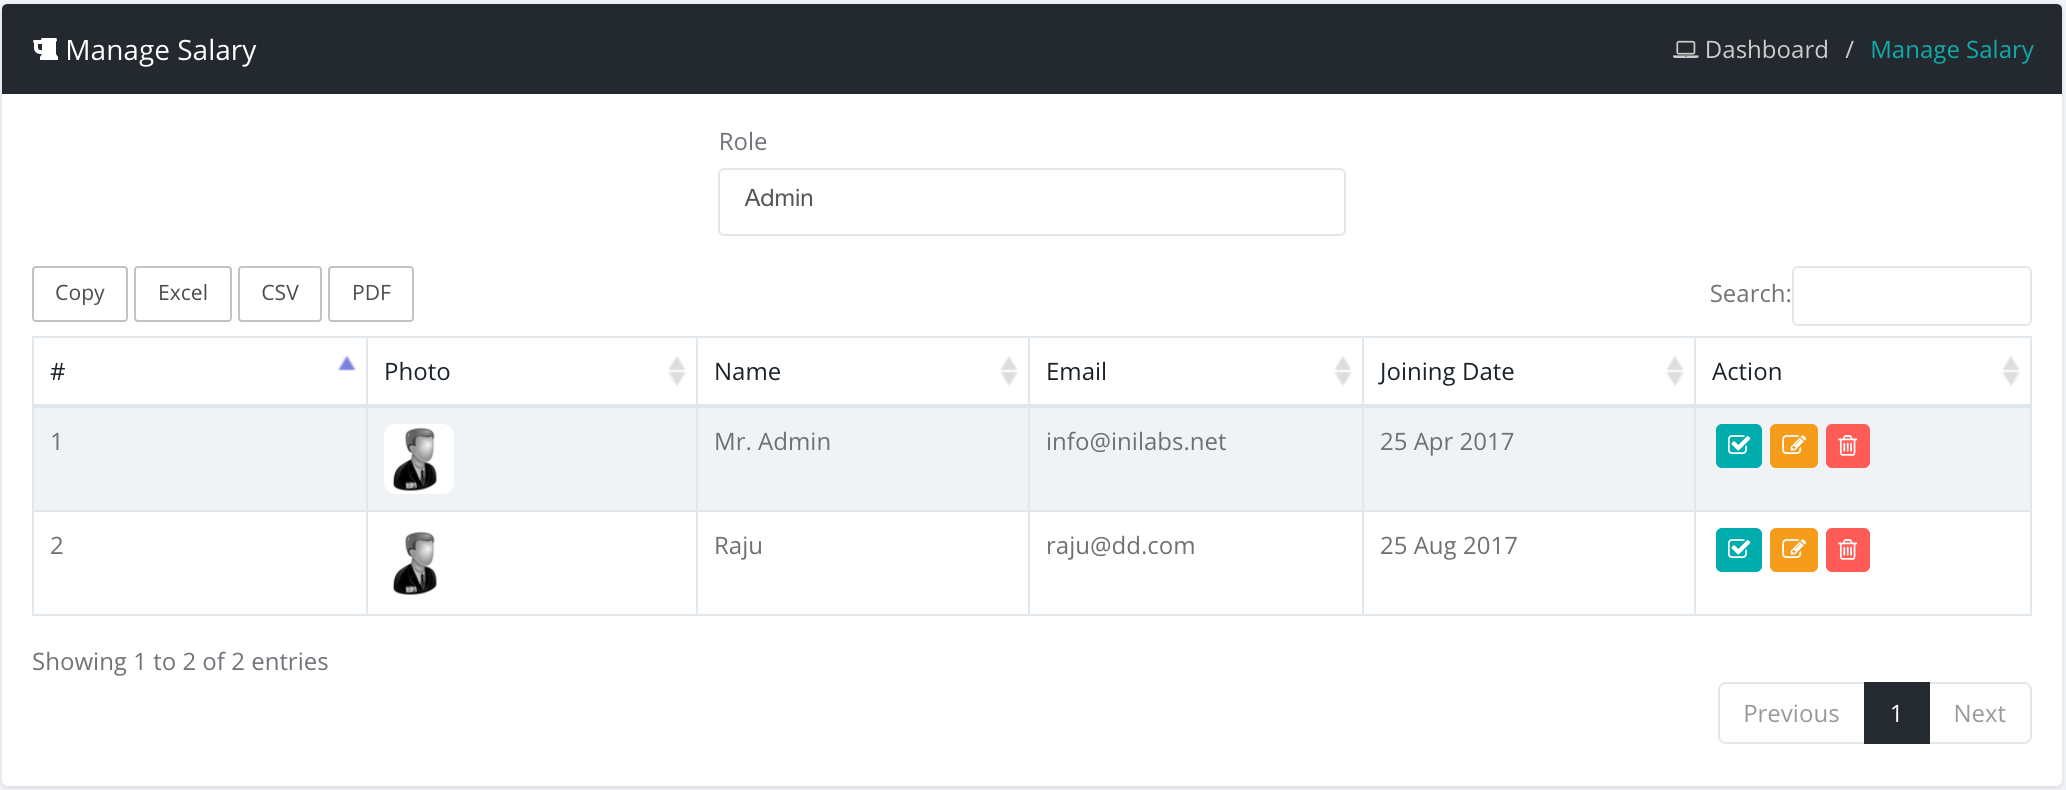 Manage Salary
Dashboard / Manage Salary
Role
Admin
Copy Excel CSV PDF
Search:
# Photo Name Email Joining Date Action
1 Mr. Admin info@inilabs.net 25 Apr 2017
2 Raju raju@dd.com 25 Aug 2017
Showing 1 to 2 of 2 entries
Previous 1 Next